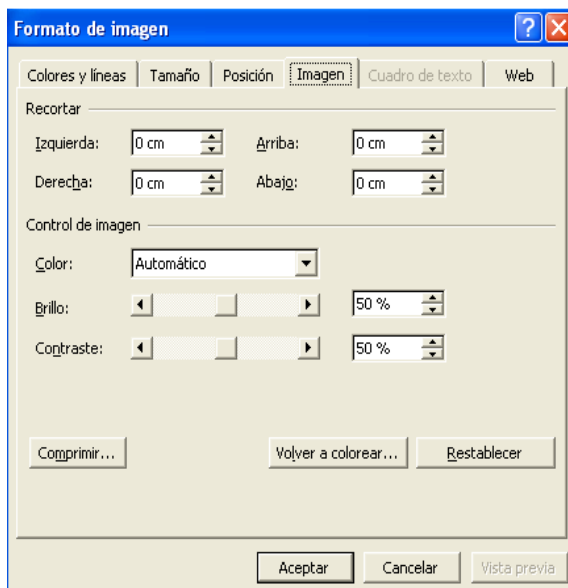 Formato de imagen
Colores y líneas Tamaño Posición Imagen Cuadro de texto Web
Recortar
Izquierda: 0 cm Arriba: 0 cm
Derecha: 0 cm Abajo: 0 cm
Control de imagen
Color: Automático
Brillo: 50 %
Contraste: 50 %
Comprimir... Volver a colorear... Restablecer
Aceptar Cancelar Vista previa